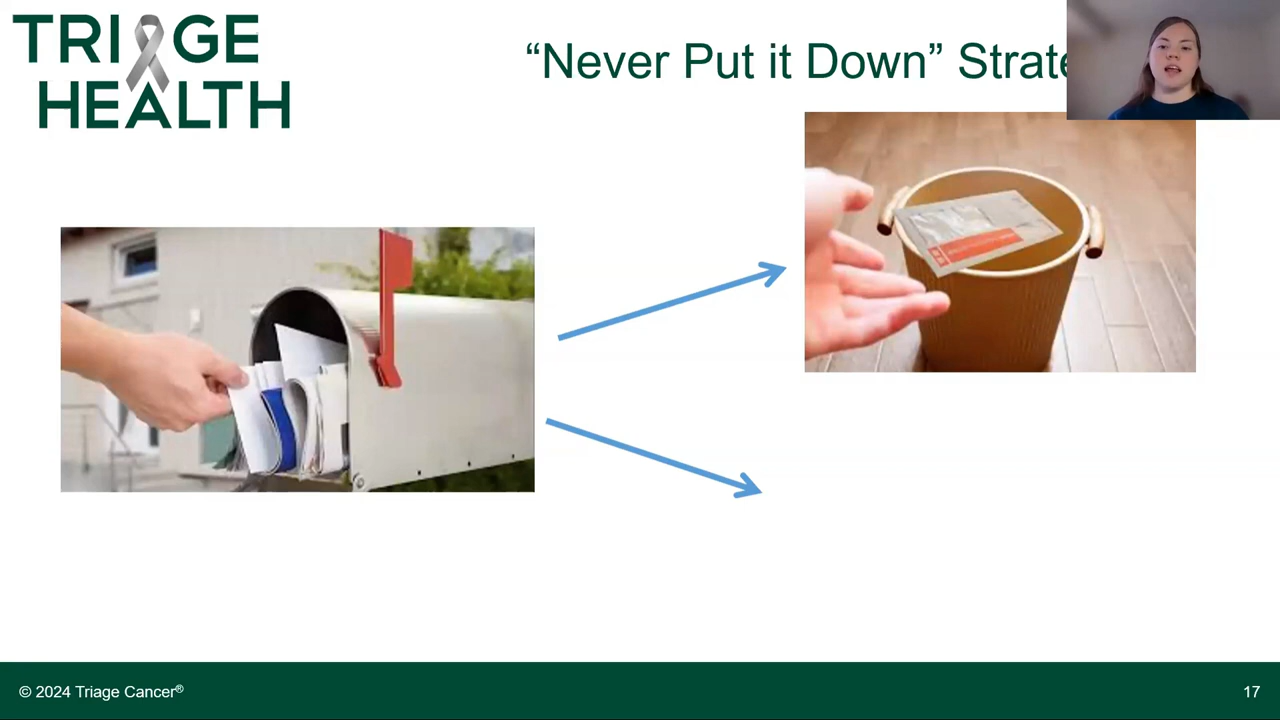 TRIAGE
HEALTH
“Never Put it Down” Strate
© 2024 Triage Cancer®
17